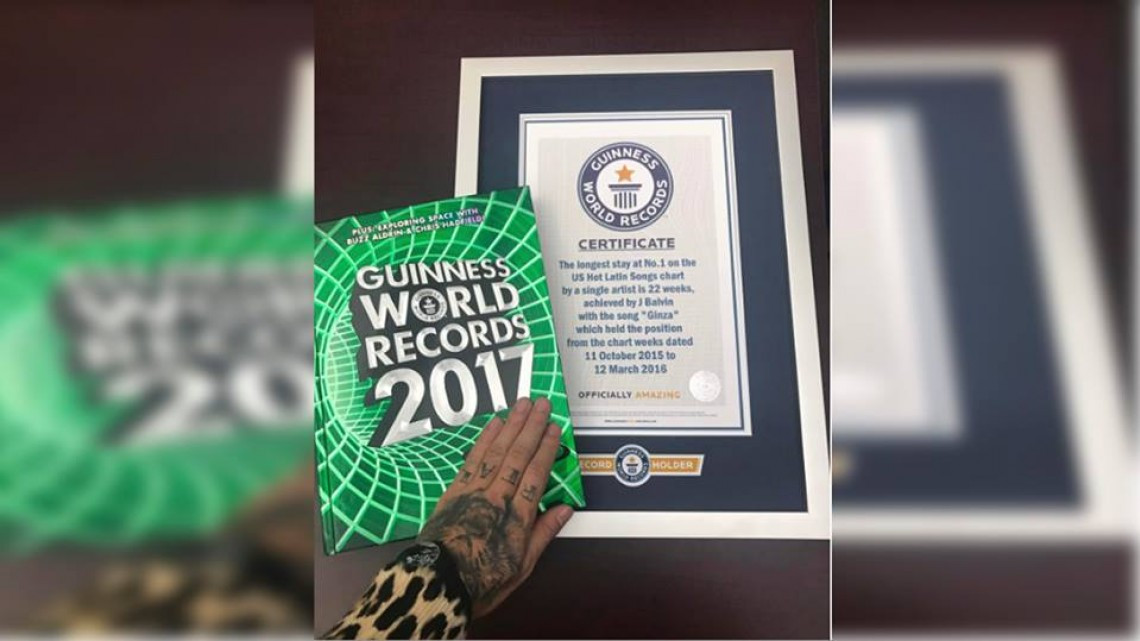 PLUS: EXPLORING SPACE WITH
BUZZ ALDRIN & CHRIS HADFIELD
GUINNESS
WORLD
RECORDS
2017
GUINNESS
WORLD RECORDS
CERTIFICATE
The longest stay at No.1 on the
US Hot Latin Songs chart
by a single artist is 22 weeks,
achieved by J Balvin
with the song "Ginza"
which held the position
from the chart weeks dated
11 October 2015 to
12 March 2016
OFFICIALLY AMAZING
ECORD HOLDER